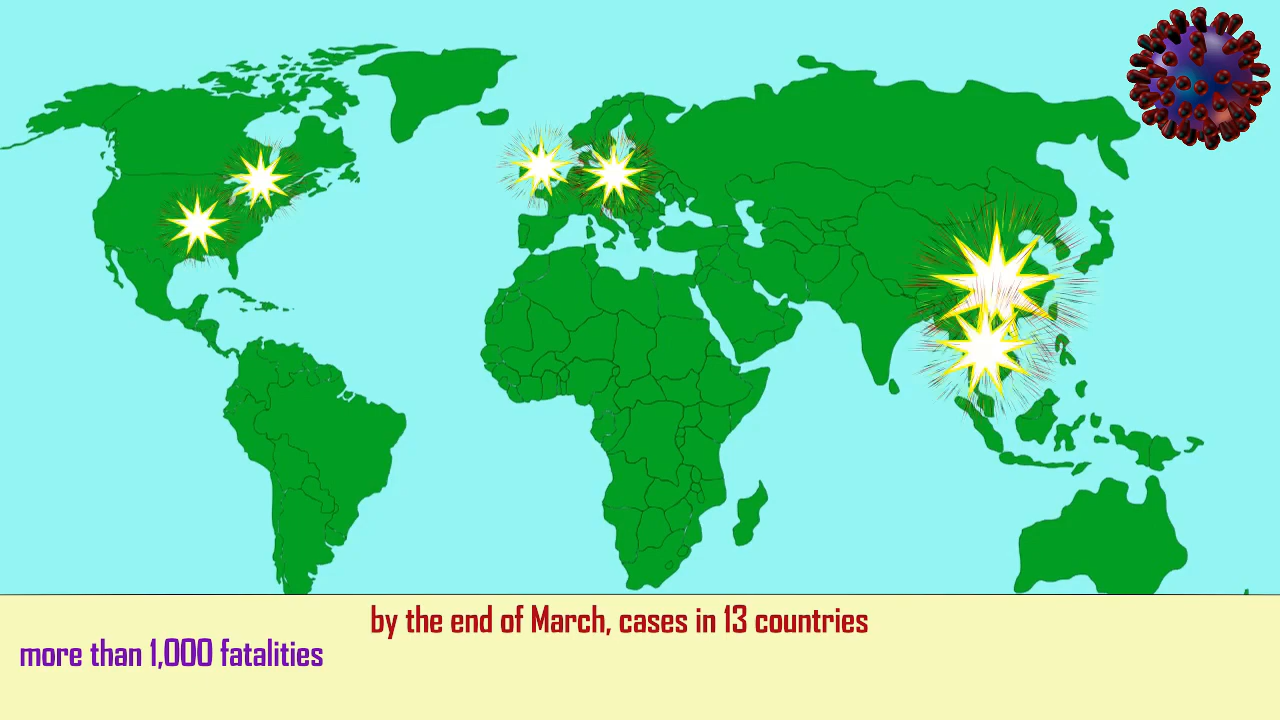 by the end of March, cases in 13 countries
more than 1,000 fatalities